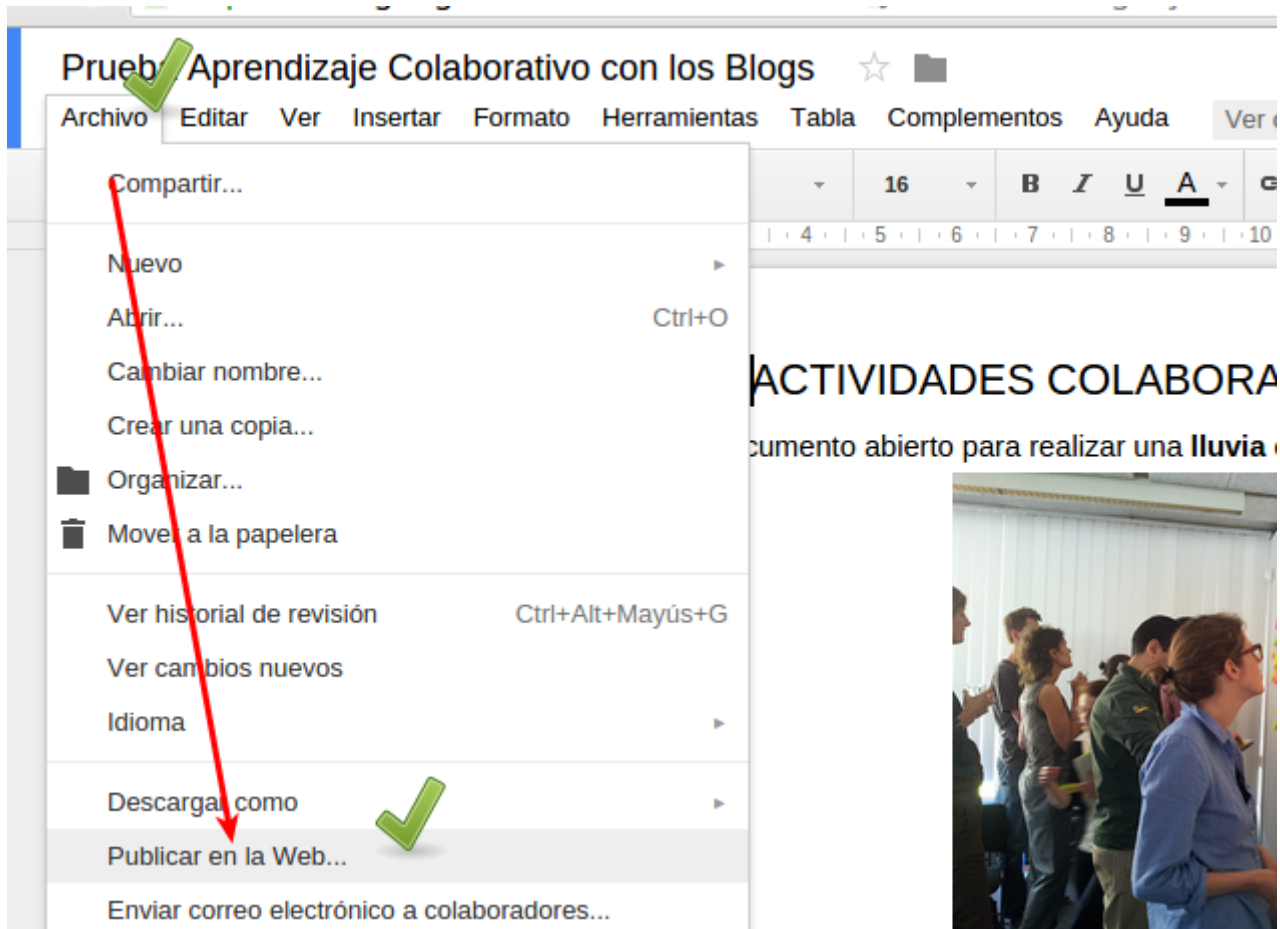 Prueba Aprendizaje Colaborativo con los Blogs
Archivo Editar Ver Insertar Formato Herramientas Tabla Complementos Ayuda Ver
16 B I U A
4 5 6 7 8 9 10
Compartir...
Nuevo
Abrir... Ctrl+O
Cambiar nombre...
Crear una copia...
Organizar...
Mover a la papelera
Ver historial de revisión Ctrl+Alt+Mayús+G
Ver cambios nuevos
Idioma
Descargar como
Publicar en la Web...
Enviar correo electrónico a colaboradores...
ACTIVIDADES COLABORA
cumento abierto para realizar una lluvia